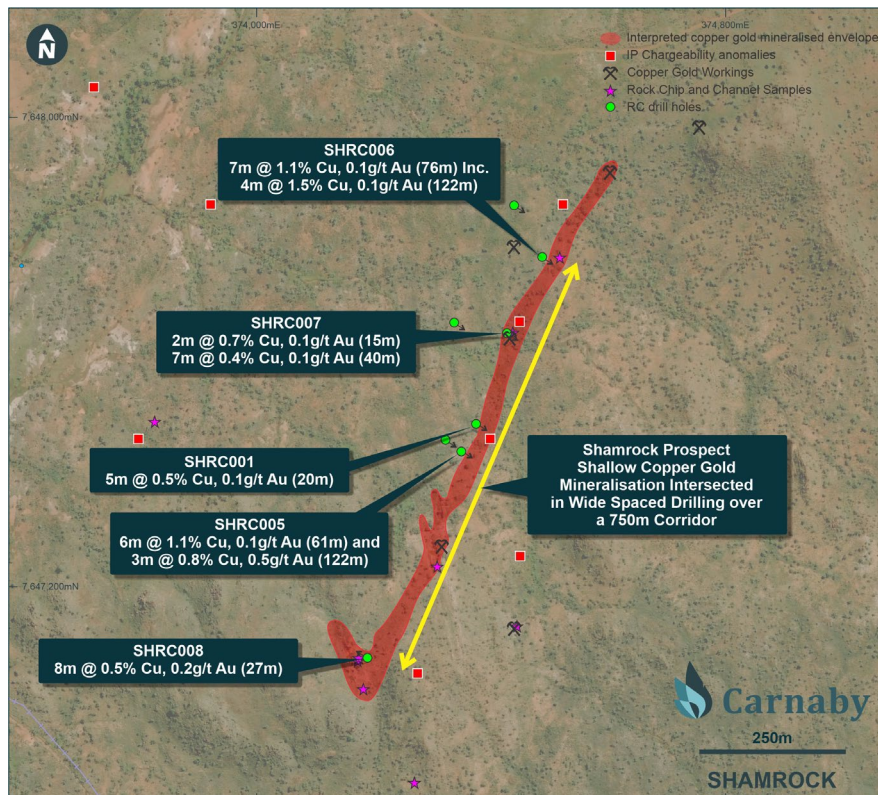 374,000mE
374,800mE
N
Interpreted copper gold mineralised envelope
IP Chargeability anomalies
Copper Gold Workings
Rock Chip and Channel Samples
RC drill holes
7,648,000mN
SHRC006
7m @ 1.1% Cu, 0.1g/t Au (76m) Inc.
4m @ 1.5% Cu, 0.1g/t Au (122m)
SHRC007
2m @ 0.7% Cu, 0.1g/t Au (15m)
7m @ 0.4% Cu, 0.1g/t Au (40m)
SHRC001
5m @ 0.5% Cu, 0.1g/t Au (20m)
Shamrock Prospect
Shallow Copper Gold
Mineralisation Intersected
in Wide Spaced Drilling over
a 750m Corridor
SHRC005
6m @ 1.1% Cu, 0.1g/t Au (61m) and
3m @ 0.8% Cu, 0.5g/t Au (122m)
7,647,200mN
SHRC008
8m @ 0.5% Cu, 0.2g/t Au (27m)
Carnaby
250m
SHAMROCK